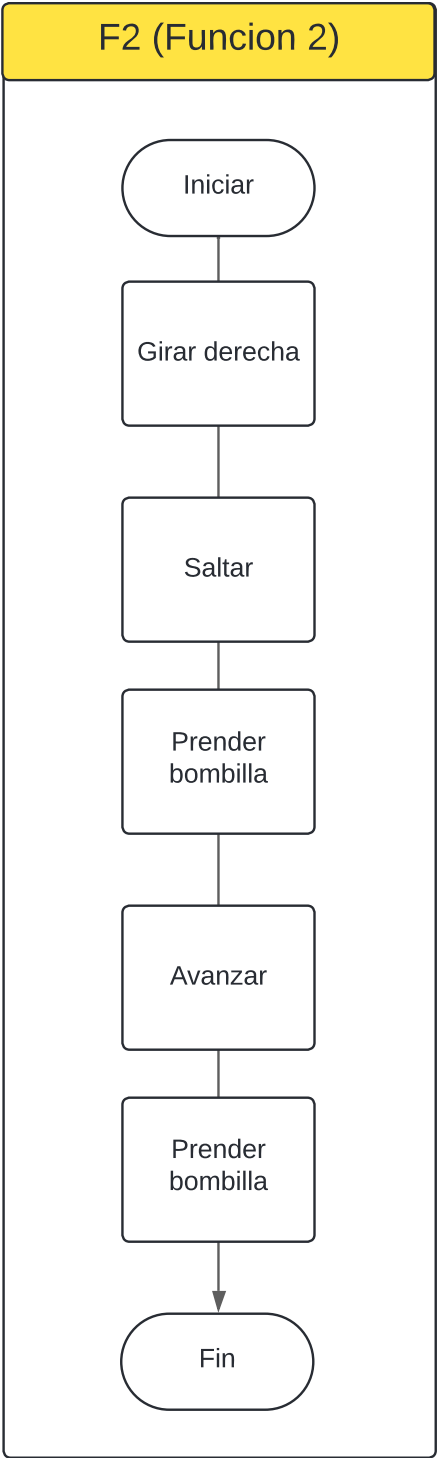 F2 (Funcion 2)
Iniciar
Girar derecha
Saltar
Prender
bombilla
Avanzar
Prender
bombilla
Fin